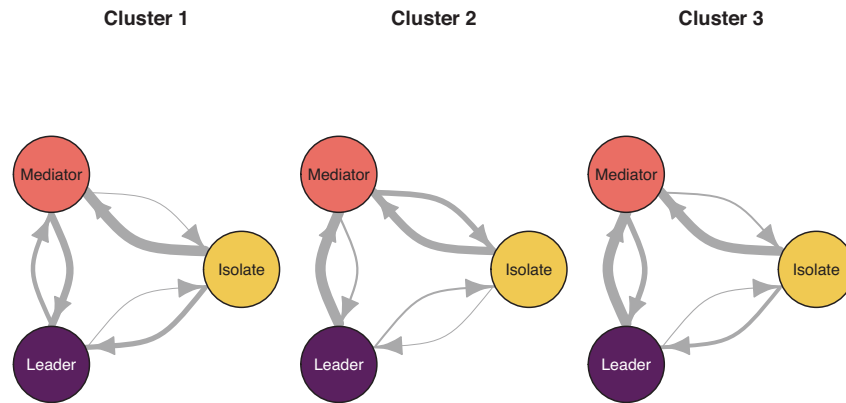 Cluster 1
Cluster 2
Cluster 3
Mediator
Mediator
Mediator
Isolate
Isolate
Isolate
Leader
Leader
Leader